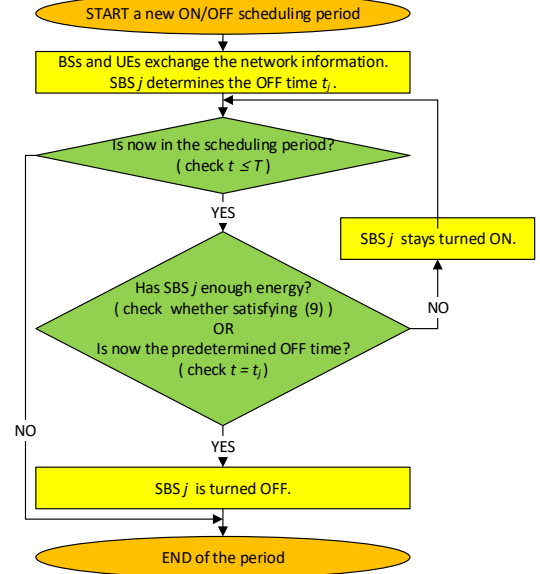 START a new ON/OFF scheduling period
BSs and UEs exchange the network information.
SBS j determines the OFF time tj.
Is now in the scheduling period?
( check t ≤ T )
YES
SBS j stays turned ON.
Has SBS j enough energy?
( check whether satisfying (9) )
OR
Is now the predetermined OFF time?
( check t = tj )
NO
NO
YES
SBS j is turned OFF.
END of the period